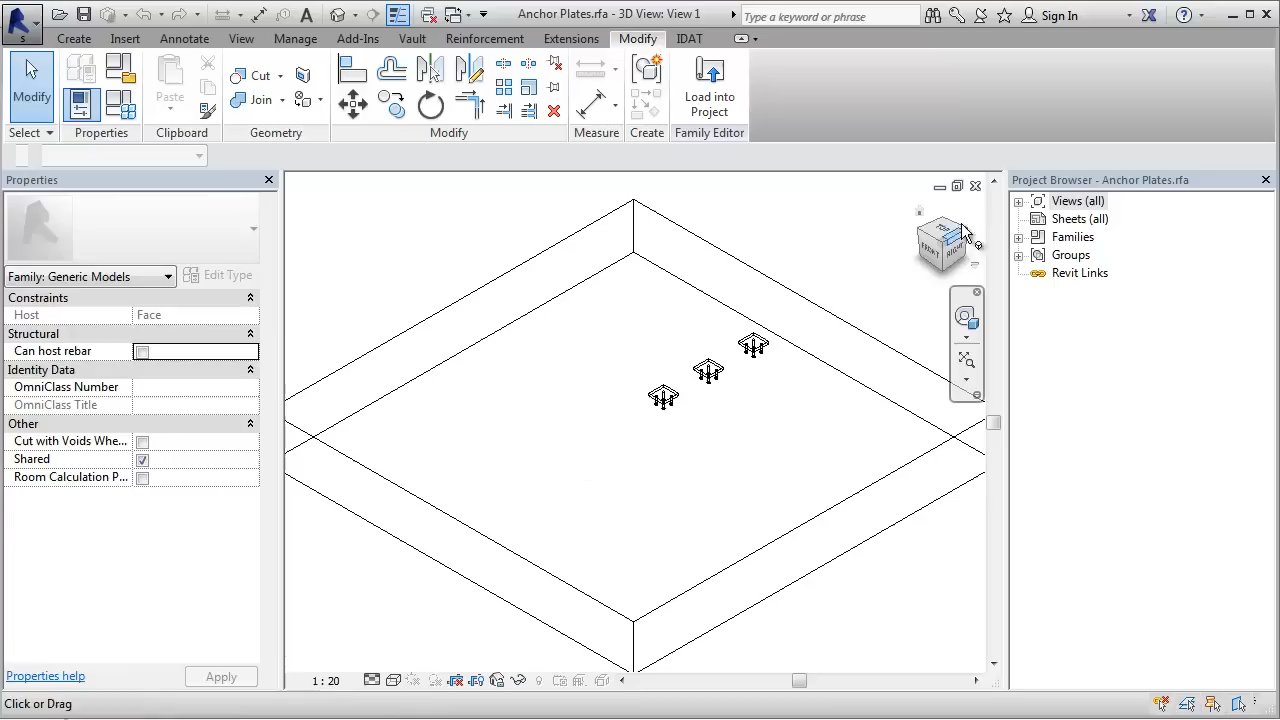 Anchor Plates.rfa - 3D View: View 1
Type a keyword or phrase
Sign In
S
Create
Insert
Annotate
View
Manage
Add-Ins
Vault
Reinforcement
Extensions
Modify
IDAT
Modify
Paste
Cut
Join
Load into
Project
Select
Properties
Clipboard
Geometry
Modify
Measure
Create
Family Editor
Properties
Family: Generic Models
Edit Type
Constraints
Host Face
Structural
Can host rebar
Identity Data
OmniClass Number
OmniClass Title
Other
Cut with Voids Whe...
Shared
Room Calculation P...
Properties help
Apply
TOP
FRONT
RIGHT
1 : 20
Project Browser - Anchor Plates.rfa
Views (all)
Sheets (all)
Families
Groups
Revit Links
Click or Drag